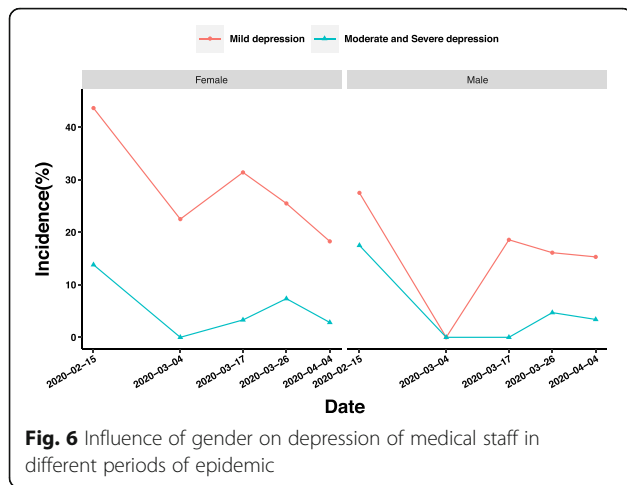 Mild depression Moderate and Severe depression
Female Male
Incidence(%)
40
30
20
10
0
2020-02-15 2020-03-04 2020-03-17 2020-03-26 2020-04-04 2020-02-15 2020-03-04 2020-03-17 2020-03-26 2020-04-04
Date
Fig. 6 Influence of gender on depression of medical staff in
different periods of epidemic